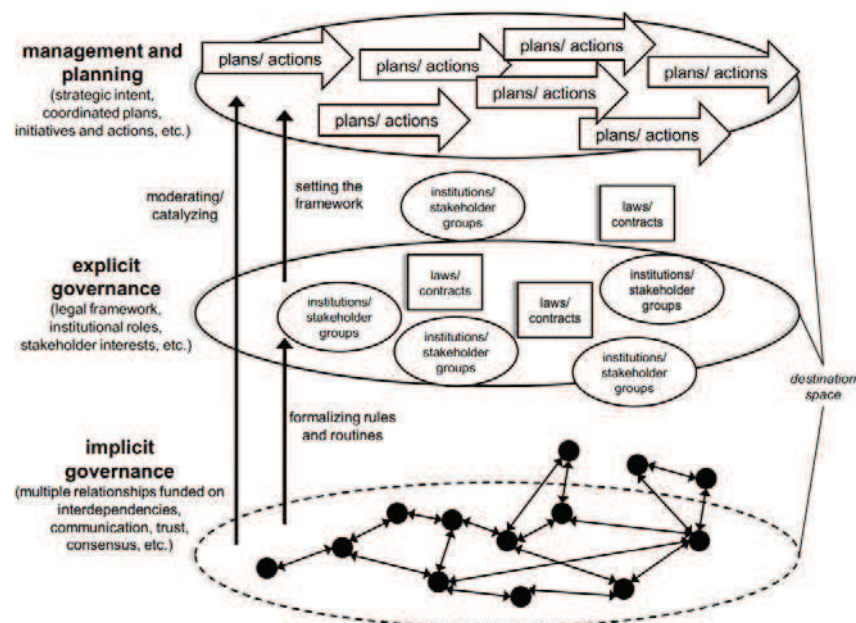 management and
planning
(strategic intent,
coordinated plans,
initiatives and actions, etc.)
plans/ actions
plans/ actions
plans/ actions
plans/ actions
plans/ actions
plans/ actions
plans/ actions
moderating/
catalyzing
setting the
framework
institutions/
stakeholder
groups
laws/
contracts
explicit
governance
(legal framework,
institutional roles,
stakeholder interests, etc.)
institutions/
stakeholder
groups
laws/
contracts
laws/
contracts
institutions/
stakeholder
groups
institutions/
stakeholder
groups
institutions/
stakeholder
groups
destination
space
formalizing rules
and routines
implicit
governance
(multiple relationships funded on
interdependencies,
communication, trust,
consensus, etc.)